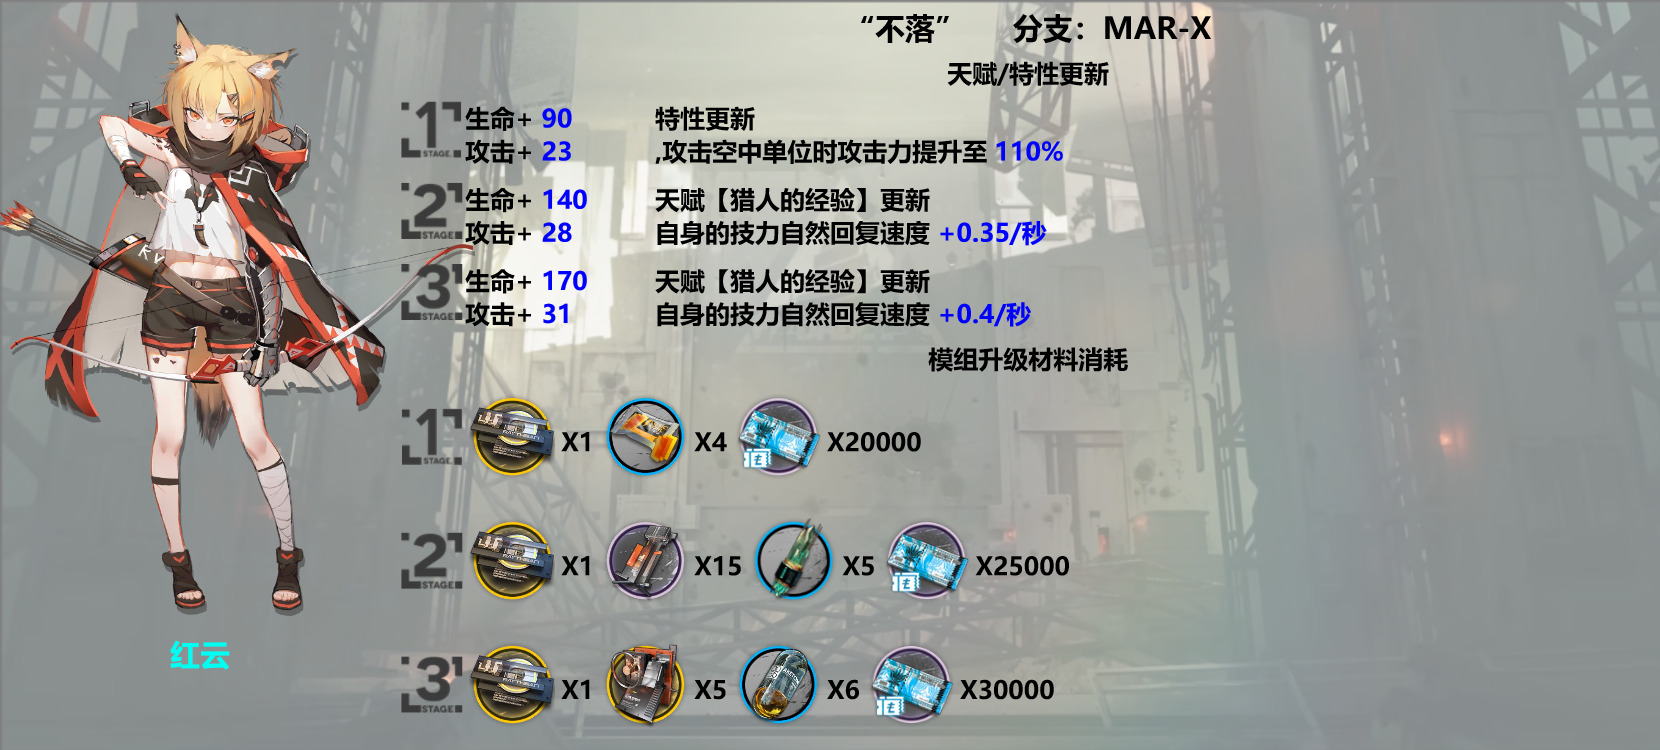 “不落” 分支：MAR-X
天赋/特性更新
1 STAGE.
生命+ 90 特性更新
攻击+ 23 ,攻击空中单位时攻击力提升至 110%
2 STAGE.
生命+ 140 天赋【猎人的经验】更新
攻击+ 28 自身的技力自然回复速度 +0.35/秒
3 STAGE.
生命+ 170 天赋【猎人的经验】更新
攻击+ 31 自身的技力自然回复速度 +0.4/秒
模组升级材料消耗
1 STAGE. X1 X4 X20000
2 STAGE. X1 X15 X5 X25000
3 STAGE. X1 X5 X6 X30000
红云